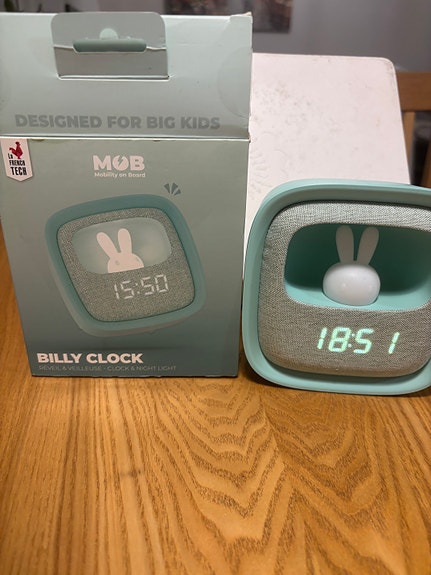 DESIGNED FOR BIG KIDS
LA
FRENCH
TECH
MOB
Mobility on Board
15:50
BILLY CLOCK
RÉVEIL & VEILLEUSE - CLOCK & NIGHT LIGHT
18:51